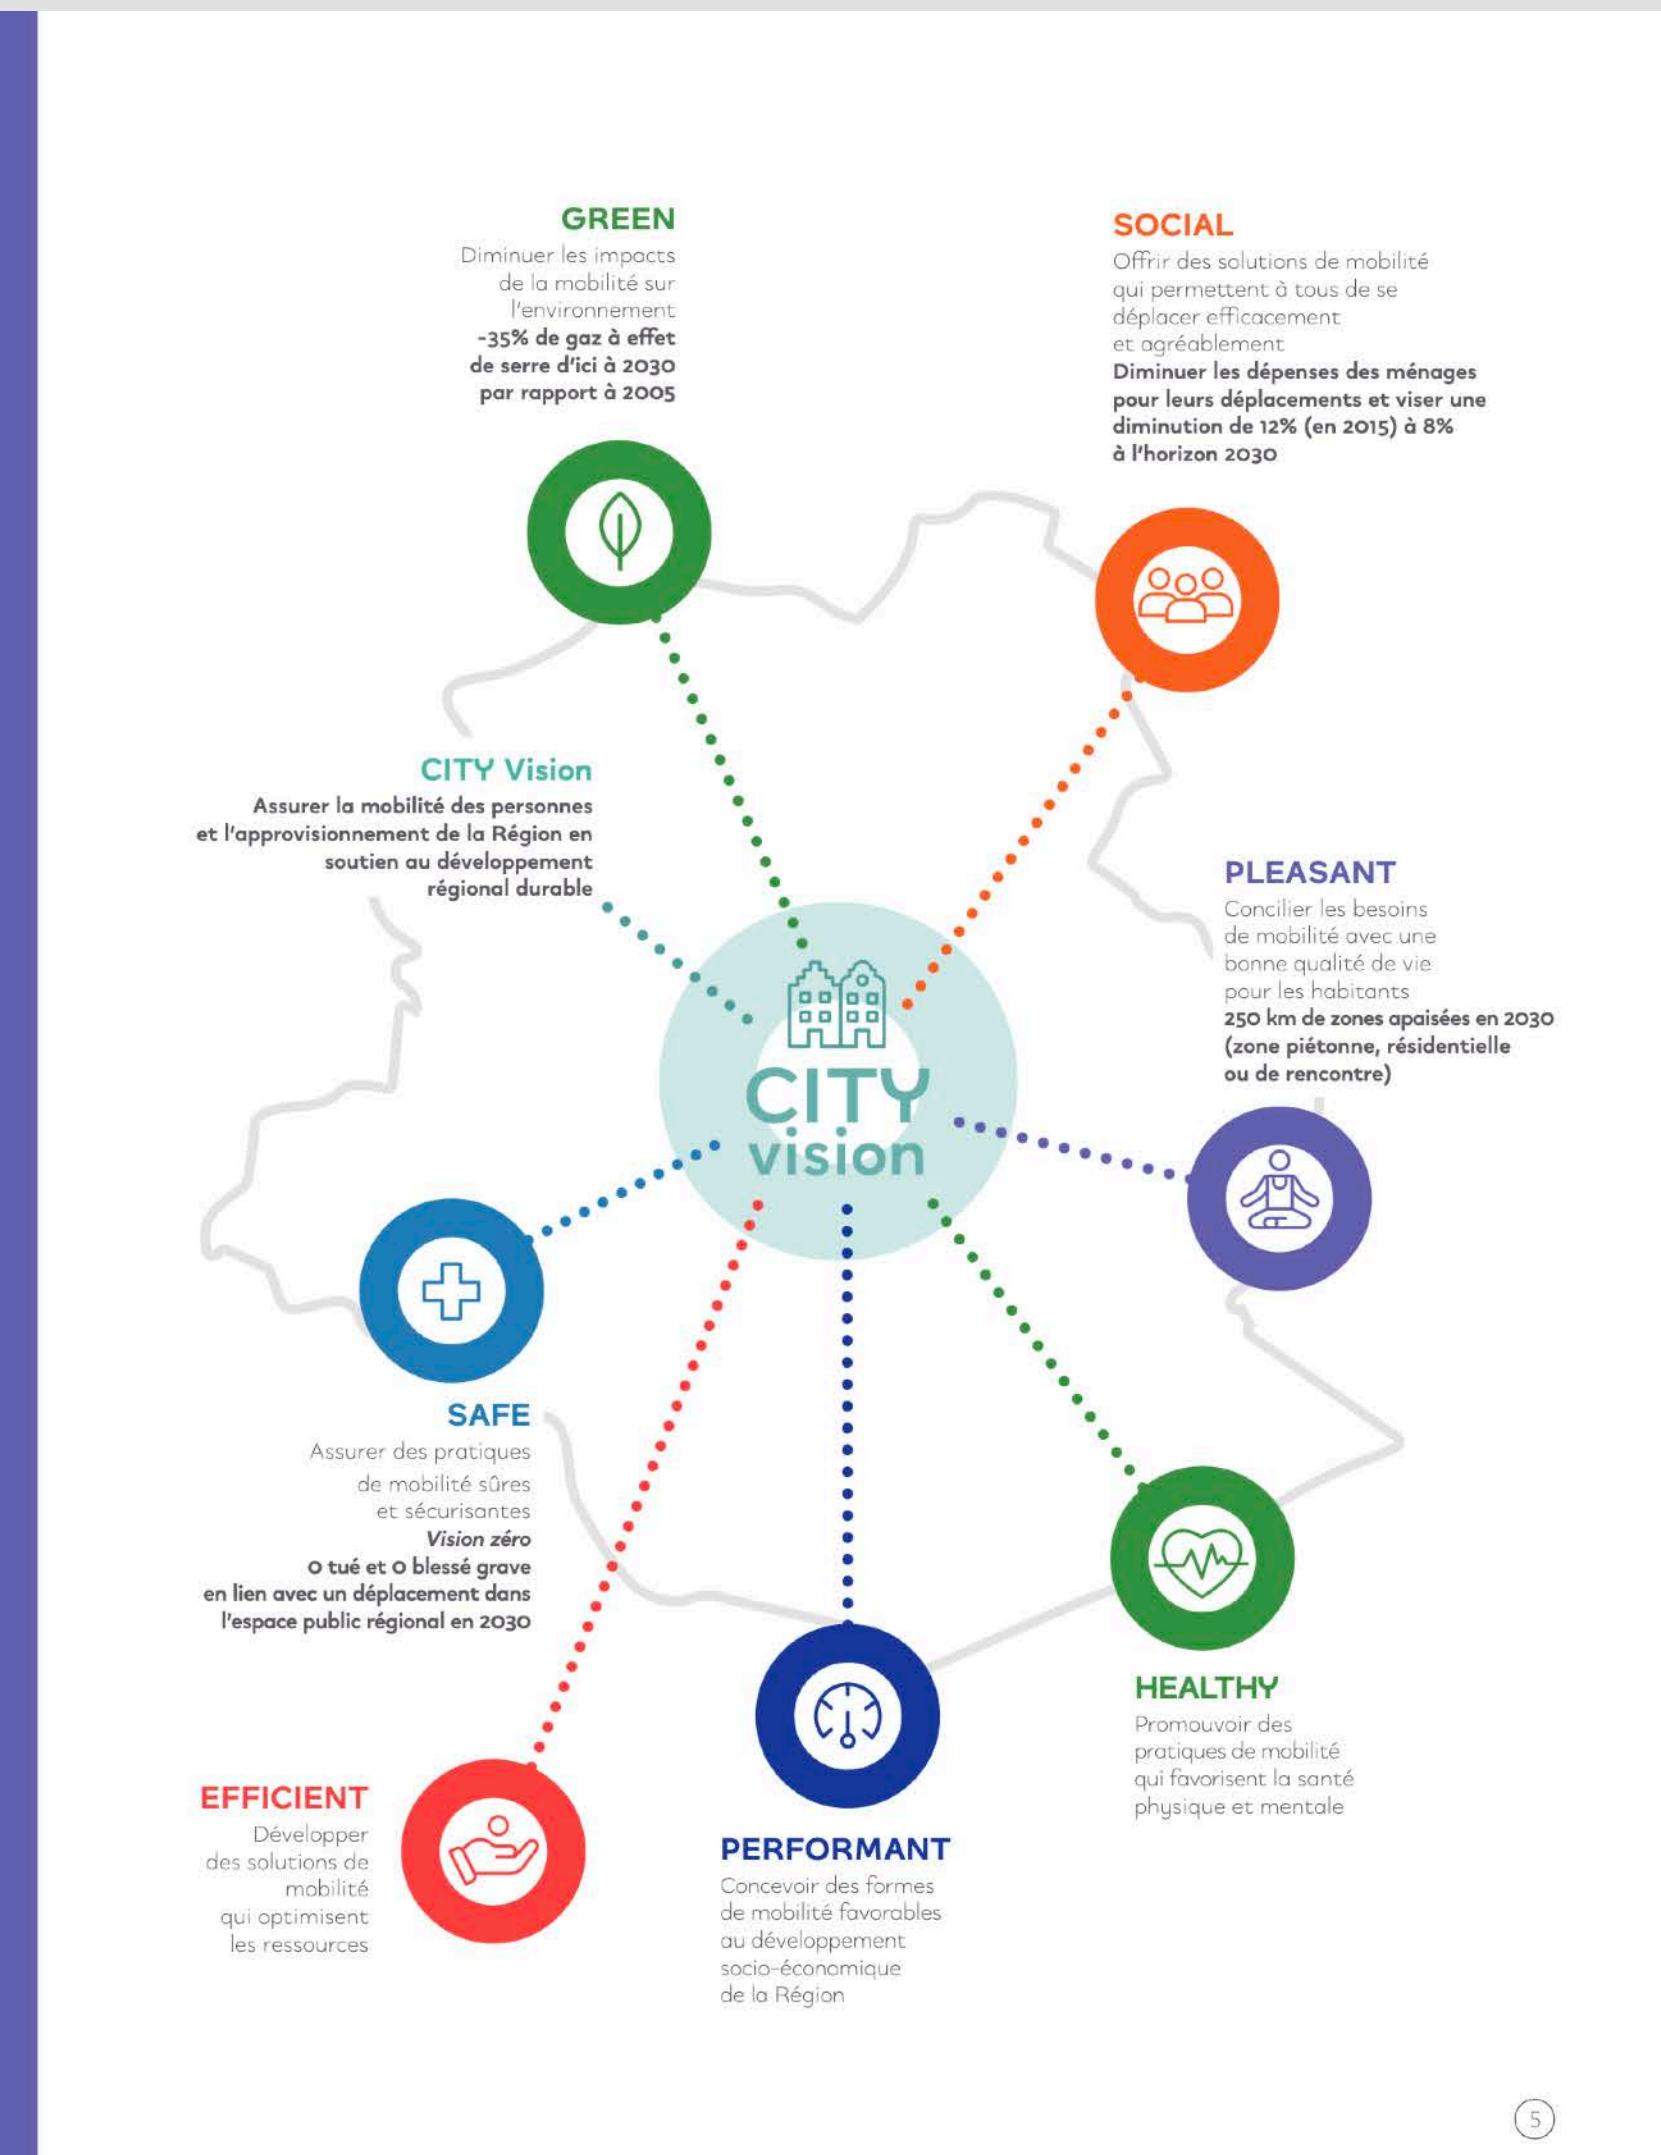 GREEN
Diminuer les impacts
de la mobilité sur
l'environnement
-35% de gaz à effet
de serre d'ici à 2030
par rapport à 2005
SOCIAL
Offrir des solutions de mobilité
qui permettent à tous de se
déplacer efficacement
et agréablement
Diminuer les dépenses des ménages
pour leurs déplacements et viser une
diminution de 12% (en 2015) à 8%
à l'horizon 2030
CITY Vision
Assurer la mobilité des personnes
et l'approvisionnement de la Région en
soutien au développement
régional durable
PLEASANT
Concilier les besoins
de mobilité avec une
bonne qualité de vie
pour les habitants
250 km de zones apaisées en 2030
(zone piétonne, résidentielle
ou de rencontre)
CITY
vision
SAFE
Assurer des pratiques
de mobilité sûres
et sécurisantes
Vision zéro
0 tué et 0 blessé grave
en lien avec un déplacement dans
l'espace public régional en 2030
HEALTHY
Promouvoir des
pratiques de mobilité
qui favorisent la santé
physique et mentale
EFFICIENT
Développer
des solutions de
mobilité
qui optimisent
les ressources
PERFORMANT
Concevoir des formes
de mobilité favorables
au développement
socio-économique
de la Région
5